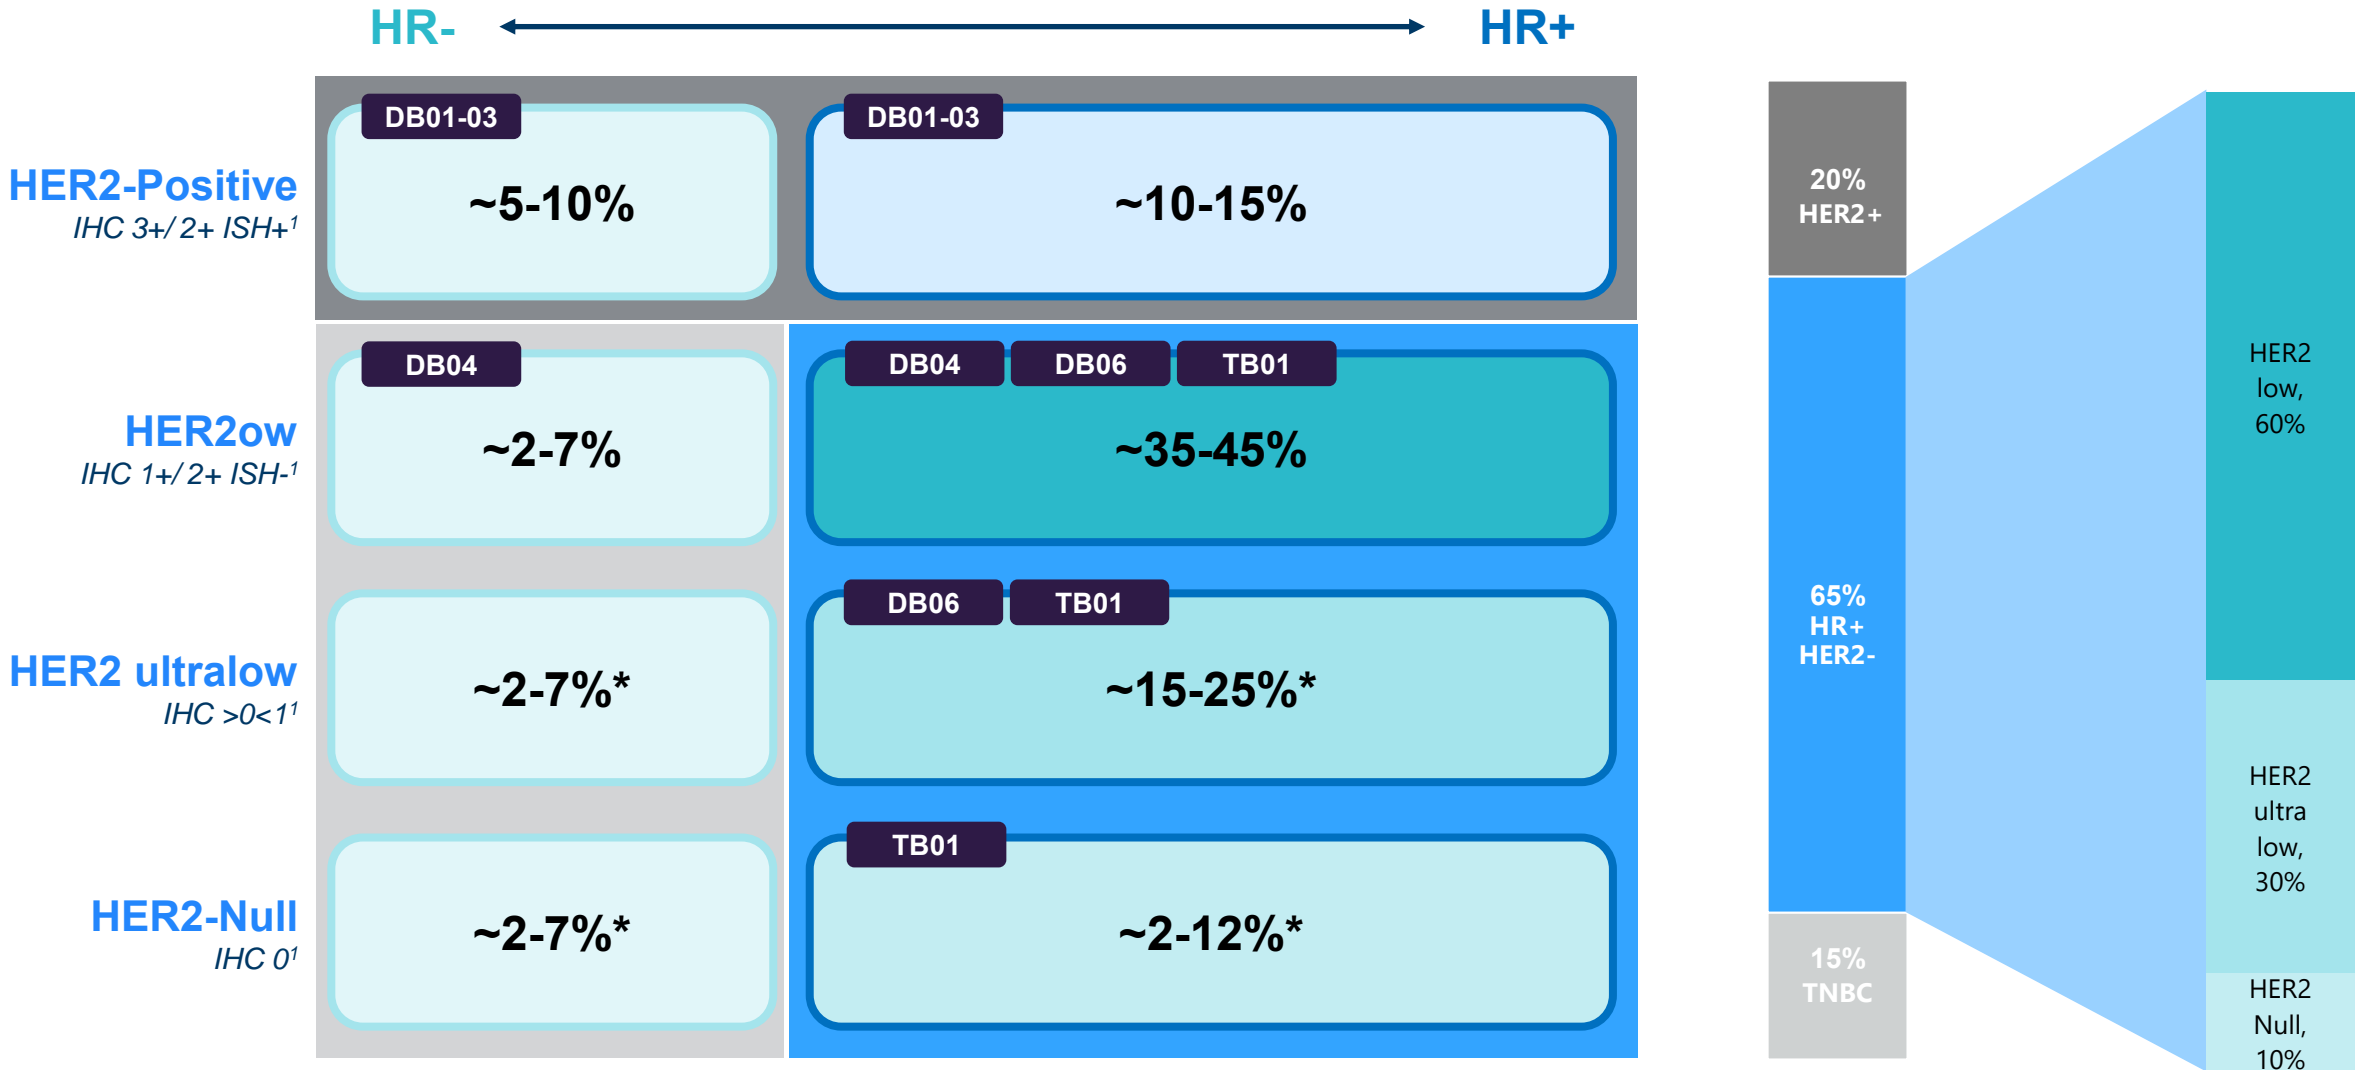 HR-
HR+
DB01-03
DB01-03
HER2-Positive
IHC 3+/ 2+ ISH+1
~5-10%
~10-15%
DB04
DB04
DB06
TB01
HER2ow
IHC 1+/ 2+ ISH-1
~2-7%
~35-45%
DB06
TB01
HER2 ultralow
IHC >0<11
~2-7%*
~15-25%*
TB01
HER2-Null
IHC 01
~2-7%*
~2-12%*
20%
HER2+
65%
HR+
HER2-
15%
TNBC
HER2
low,
60%
HER2
ultra
low,
30%
HER2
Null,
10%